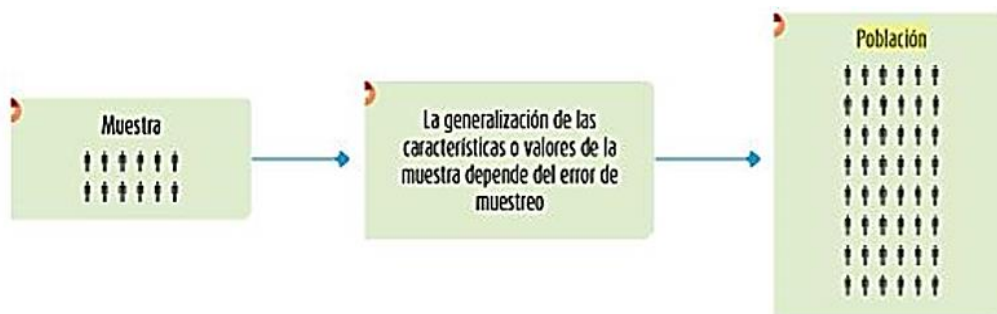 Muestra
La generalización de las
características o valores de la
muestra depende del error de
muestreo
Población